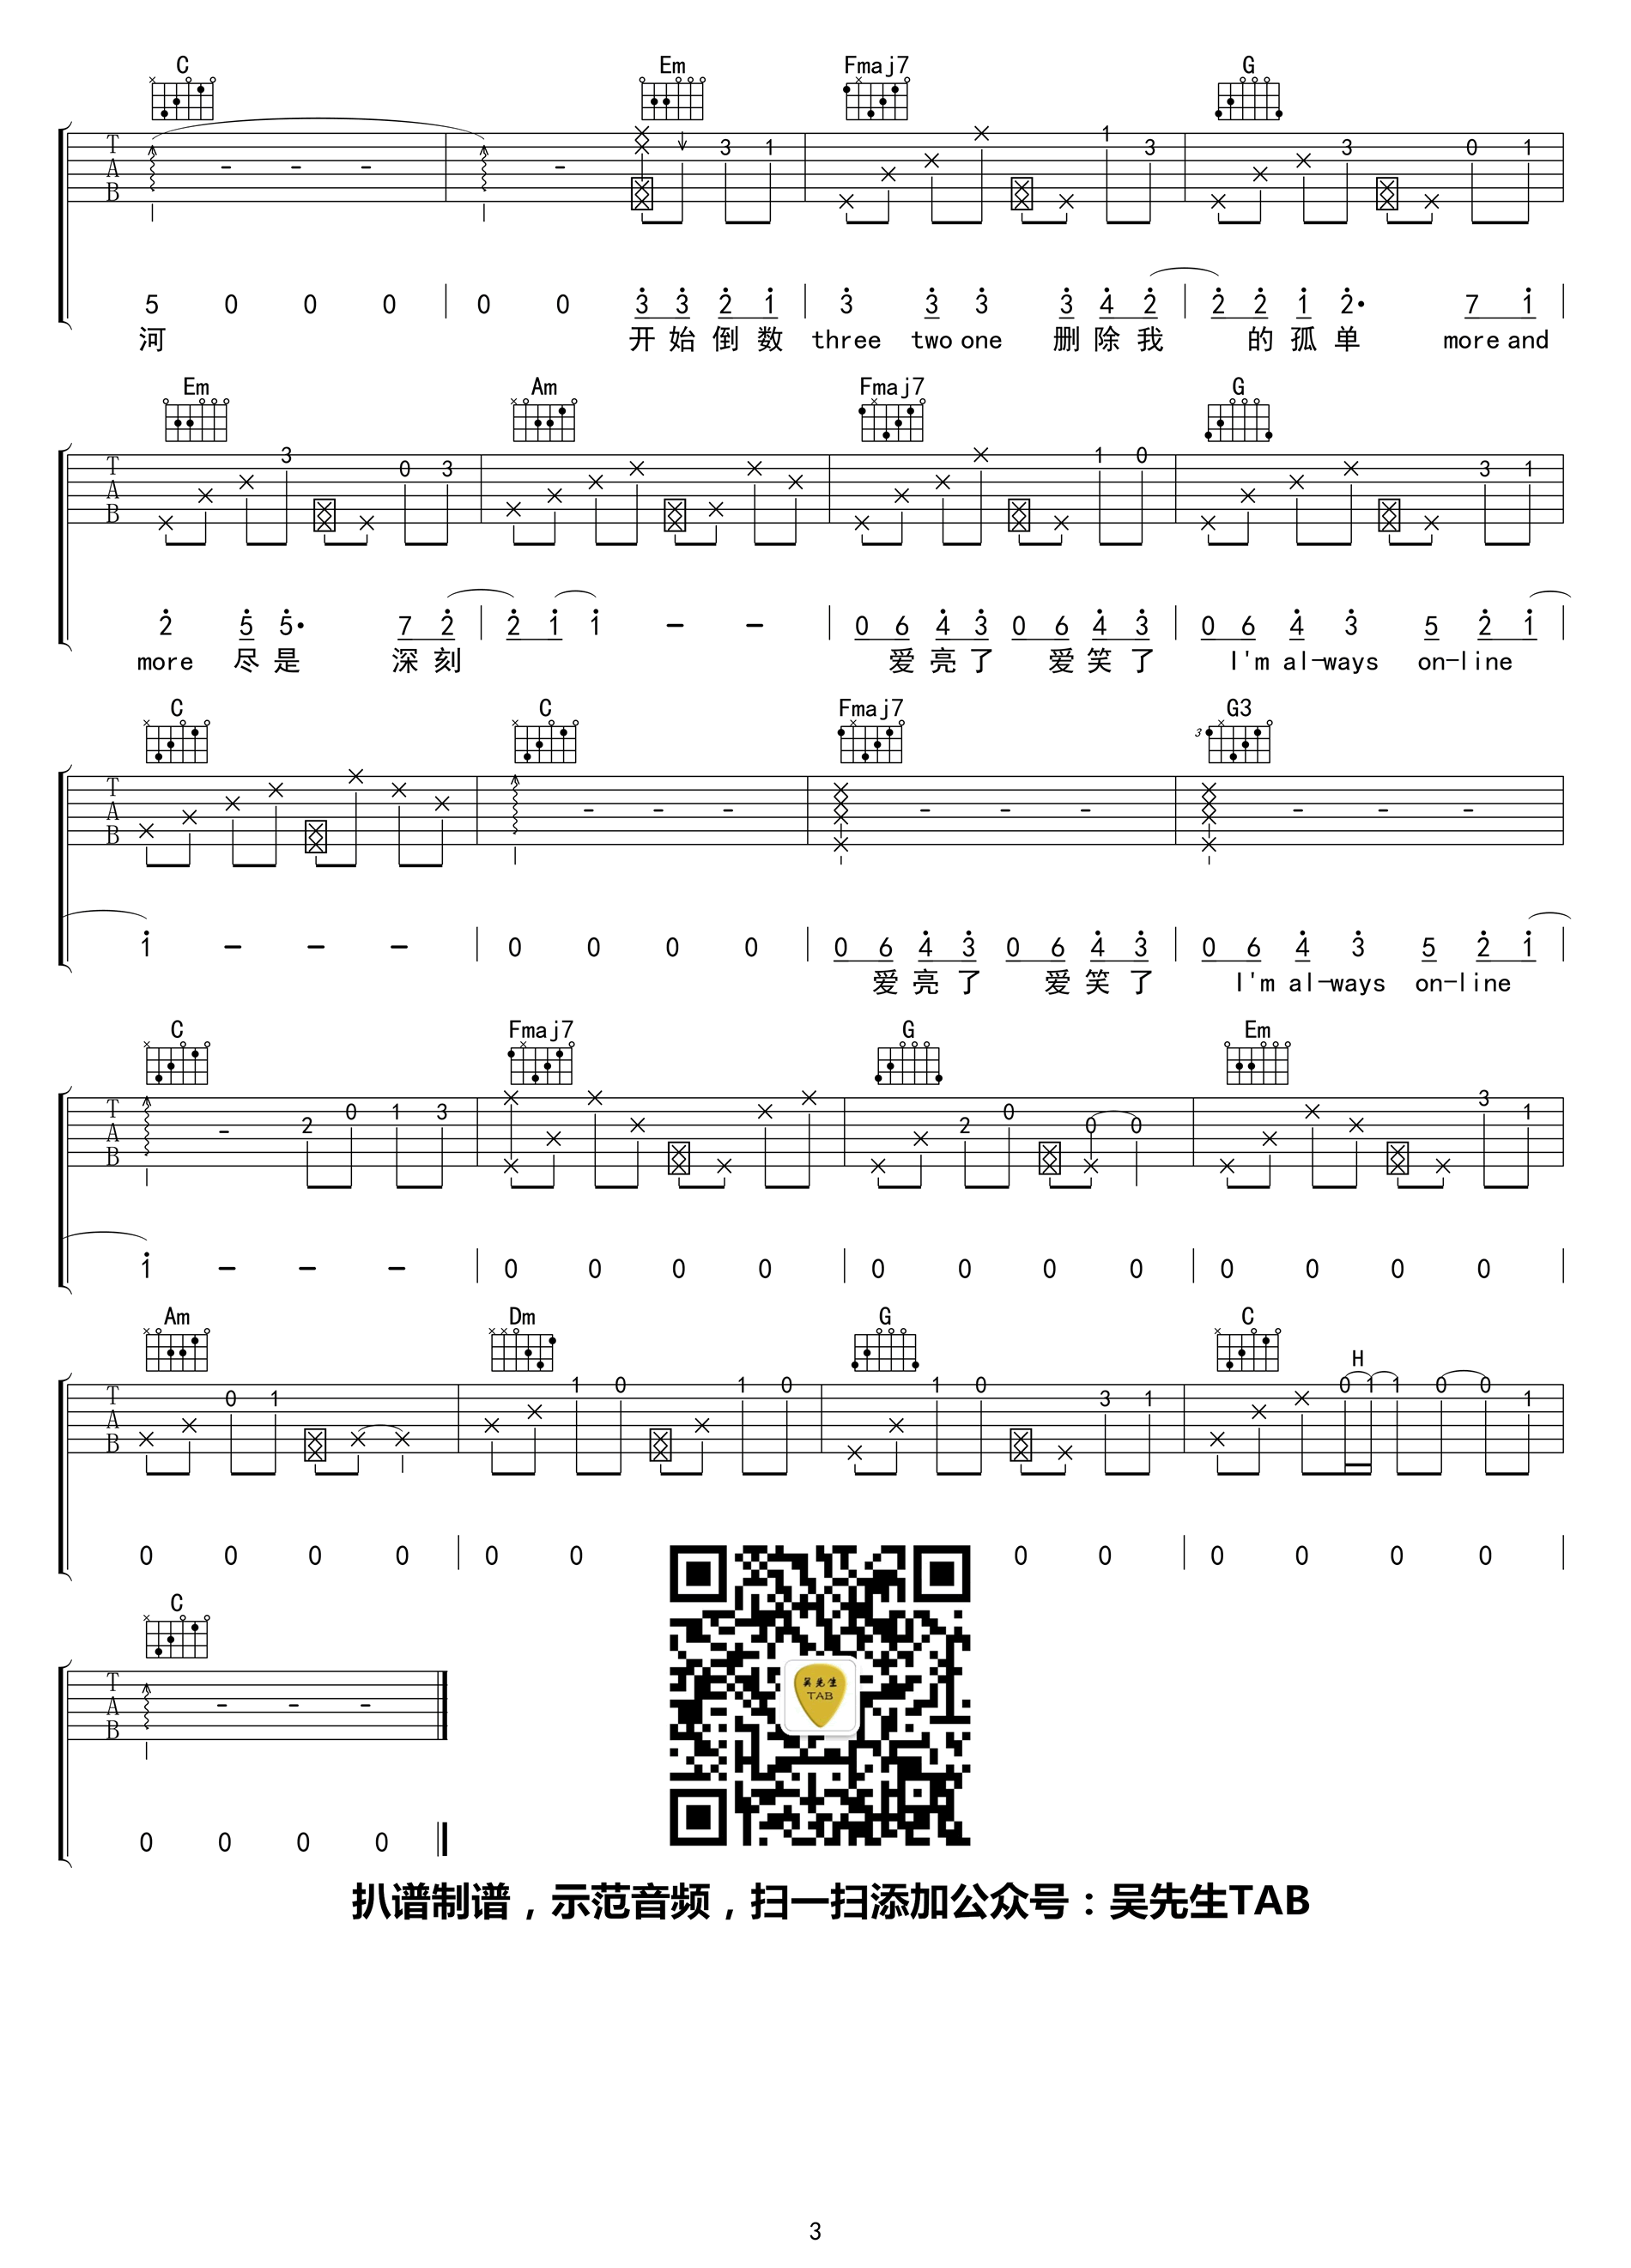 C Em Fmaj7 G
T A B 3 1 1 3 3 0 1
5 0 0 0 0 0 3 3 2 1 3 3 3 3 4 2 2 2 1 2· 7 1
河 开 始 倒 数 three two one 删 除 我 的 孤 单 more and
Em Am Fmaj7 G
T A B 3 0 3 1 0 3 1
2 5 5· 7 2 2 1 1 – – 0 6 4 3 0 6 4 3 0 6 4 3 5 2 1
more 尽 是 深 刻 爱 亮 了 爱 笑 了 I'm al-ways on-line
C C Fmaj7 G3
3
T A B – – – – – – – – –
1 – – – 0 0 0 0 0 6 4 3 0 6 4 3 0 6 4 3 5 2 1
爱 亮 了 爱 笑 了 I'm al-ways on-line
C Fmaj7 G Em
T A B – 2 0 1 3 2 0 0 0 3 1
1 – – – 0 0 0 0 0 0 0 0 0 0 0 0
Am Dm G C
H
T A B 0 1 1 0 1 0 1 0 3 1 0 1 1 0 0 1
0 0 0 0 0 0 0 0 0 0 0 0
C
T A B – – –
吴先生
TAB
0 0 0 0
扒谱制谱，示范音频，扫一扫添加公众号：吴先生TAB
3